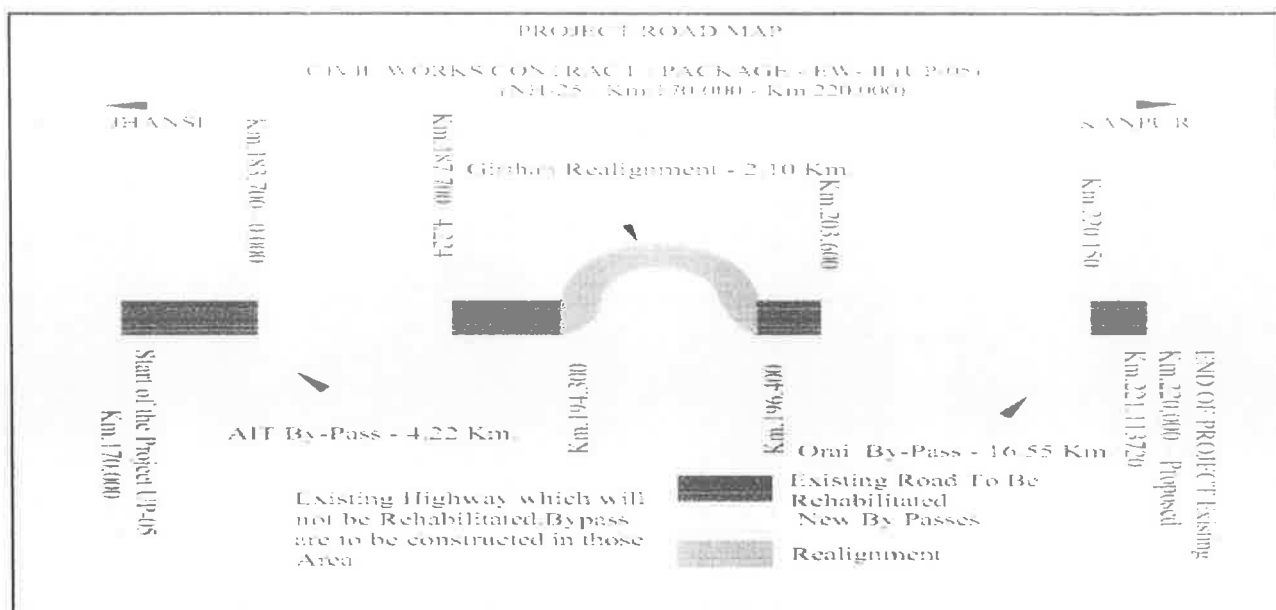 PROJECT ROAD MAP
CIVIL WORKS CONTRACT : PACKAGE - EW- II (UP-05)
(NH-25 Km.170.000 - Km 220.000)
JHANSI
KANPUR
Km.183.700 0.000
Km.187.700 4.224
Girthan Realignment - 2.10 Km
Km.203.600
Km.220.150
Start of the Project UP-05
Km.170.000
AIT By-Pass - 4.22 Km
Km.194.300
Km.196.400
Orai By-Pass - 16.55 Km
END OF PROJECT Existing
Km.220.000 Proposed
Km.221.113720
Existing Highway which will
not be Rehabilitated.Bypass
are to be constructed in those
Area
Existing Road To Be
Rehabilitated
New By Passes
Realignment